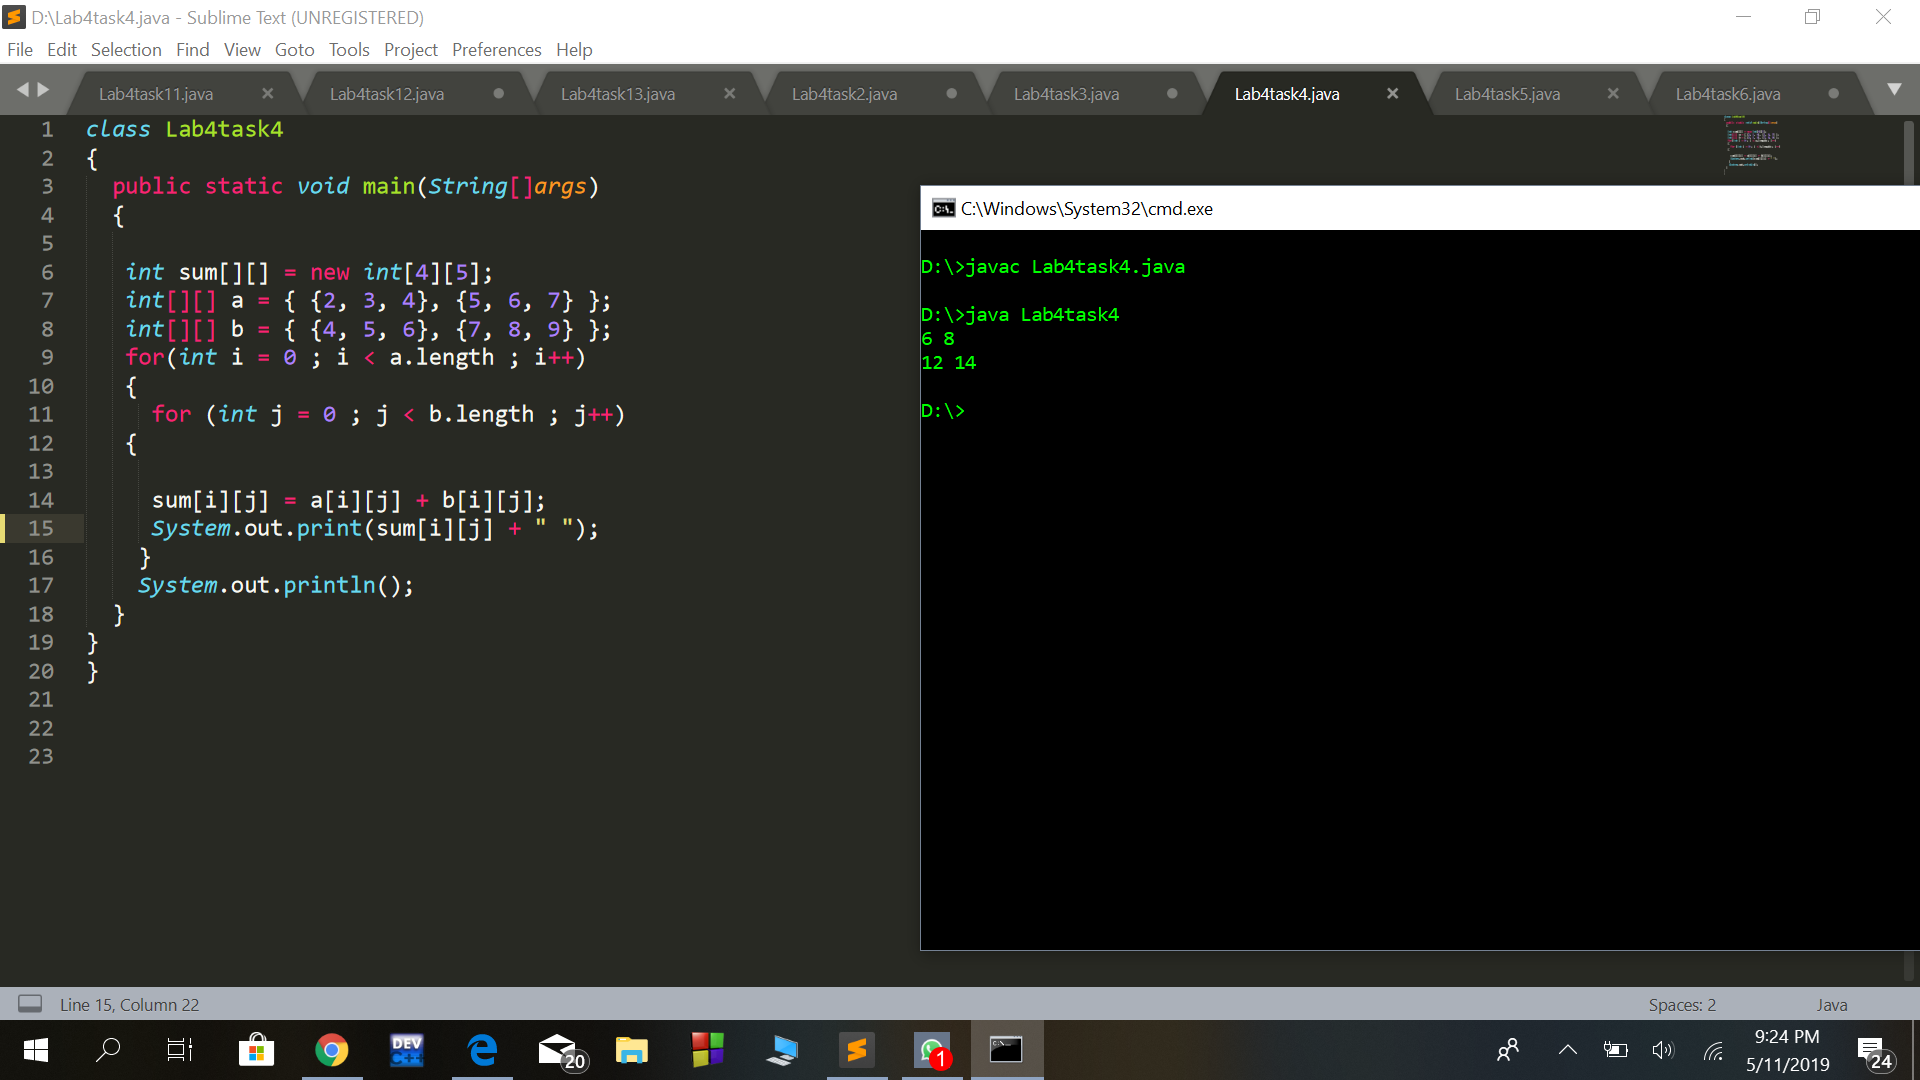 D:\Lab4task4.java - Sublime Text (UNREGISTERED)
File Edit Selection Find View Goto Tools Project Preferences Help
Lab4task11.java Lab4task12.java Lab4task13.java Lab4task2.java Lab4task3.java Lab4task4.java Lab4task5.java Lab4task6.java
1 class Lab4task4
2 {
3 public static void main(String[]args)
4 {
5
6 int sum[][] = new int[4][5];
7 int[][] a = { {2, 3, 4}, {5, 6, 7} };
8 int[][] b = { {4, 5, 6}, {7, 8, 9} };
9 for(int i = 0 ; i < a.length ; i++)
10 {
11 for (int j = 0 ; j < b.length ; j++)
12 {
13
14 sum[i][j] = a[i][j] + b[i][j];
15 System.out.print(sum[i][j] + " ");
16 }
17 System.out.println();
18 }
19 }
20 }
21
22
23
C:\Windows\System32\cmd.exe
D:\>javac Lab4task4.java
D:\>java Lab4task4
6 8
12 14
D:\>
Line 15, Column 22
Spaces: 2
Java
DEV
C++
20
1
9:24 PM
5/11/2019
24